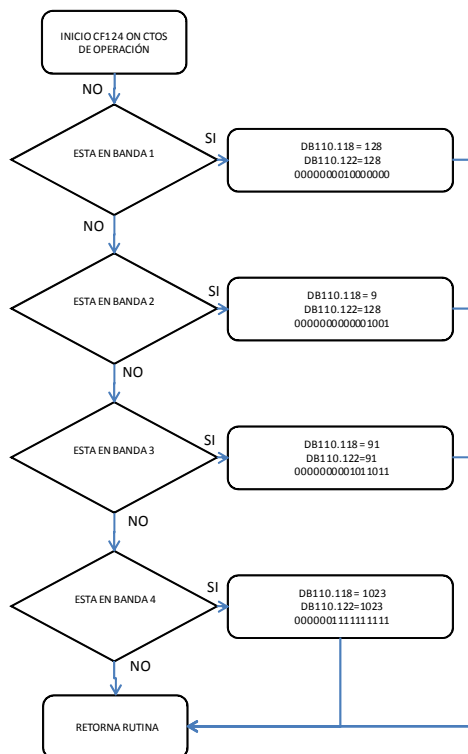 INICIO CF124 ON CTOS
DE OPERACIÓN
NO
ESTA EN BANDA 1
SI
DB110.118 = 128
DB110.122=128
0000000010000000
NO
ESTA EN BANDA 2
SI
DB110.118 = 9
DB110.122=128
0000000000001001
NO
ESTA EN BANDA 3
SI
DB110.118 = 91
DB110.122=91
0000000001011011
NO
ESTA EN BANDA 4
SI
DB110.118 = 1023
DB110.122=1023
0000001111111111
NO
RETORNA RUTINA